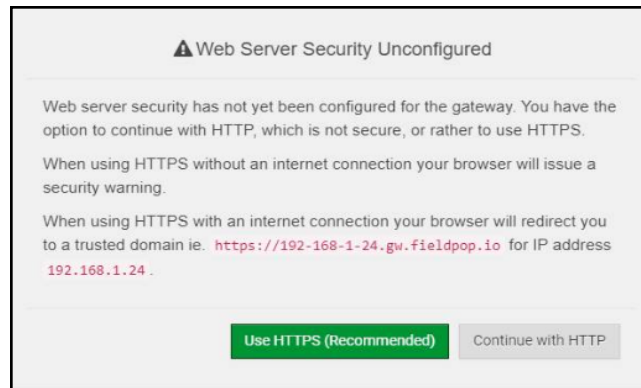 Web Server Security Unconfigured
Web server security has not yet been configured for the gateway. You have the
option to continue with HTTP, which is not secure, or rather to use HTTPS.
When using HTTPS without an internet connection your browser will issue a
security warning.
When using HTTPS with an internet connection your browser will redirect you
to a trusted domain ie. https://192-168-1-24.gw.fieldpop.io for IP address
192.168.1.24 .
Use HTTPS (Recommended) Continue with HTTP